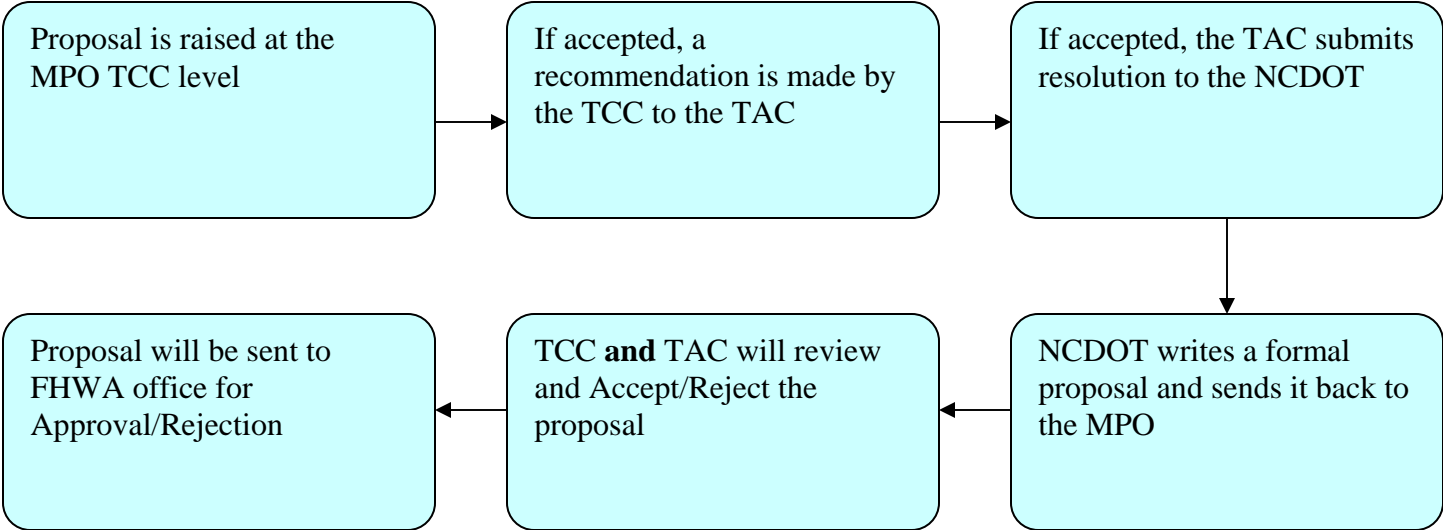 Proposal is raised at the
MPO TCC level
If accepted, a
recommendation is made by
the TCC to the TAC
If accepted, the TAC submits
resolution to the NCDOT
NCDOT writes a formal
proposal and sends it back to
the MPO
TCC and TAC will review
and Accept/Reject the
proposal
Proposal will be sent to
FHWA office for
Approval/Rejection